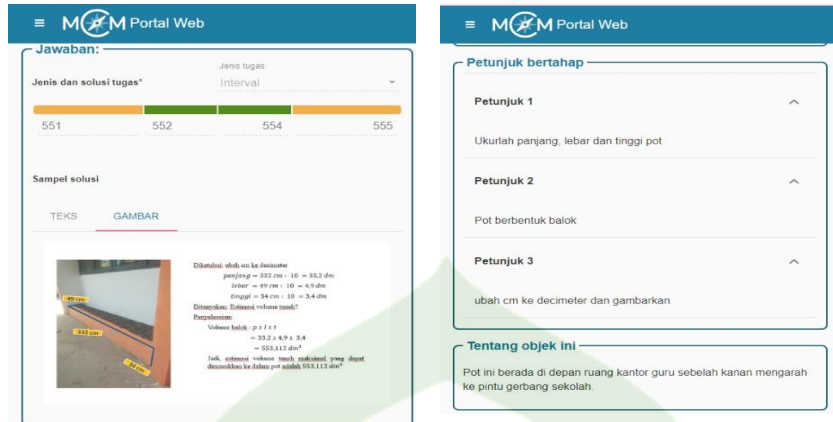 ≡ MCM Portal Web
Jawaban:
Jenis tugas
Jenis dan solusi tugas*
Interval
551 552 554 555
Sampel solusi
TEKS GAMBAR
49 cm
332 cm
34 cm
Diketahui: ubah cm ke decimeter
panjang = 332 cm : 10 = 33,2 dm
lebar = 49 cm : 10 = 4,9 dm
tinggi = 34 cm : 10 = 3,4 dm
Ditanyakan: Estimasi volume tanah?
Penyelesaian:
Volume balok : p x l x t
= 33,2 x 4,9 x 3,4
= 553,112 dm³
Jadi, estimasi volume tanah maksimal yang dapat
dimasukkan ke dalam pot adalah 553,112 dm³
≡ MCM Portal Web
Petunjuk bertahap
Petunjuk 1
Ukurlah panjang, lebar dan tinggi pot
Petunjuk 2
Pot berbentuk balok
Petunjuk 3
ubah cm ke decimeter dan gambarkan
Tentang objek ini
Pot ini berada di depan ruang kantor guru sebelah kanan mengarah
ke pintu gerbang sekolah.